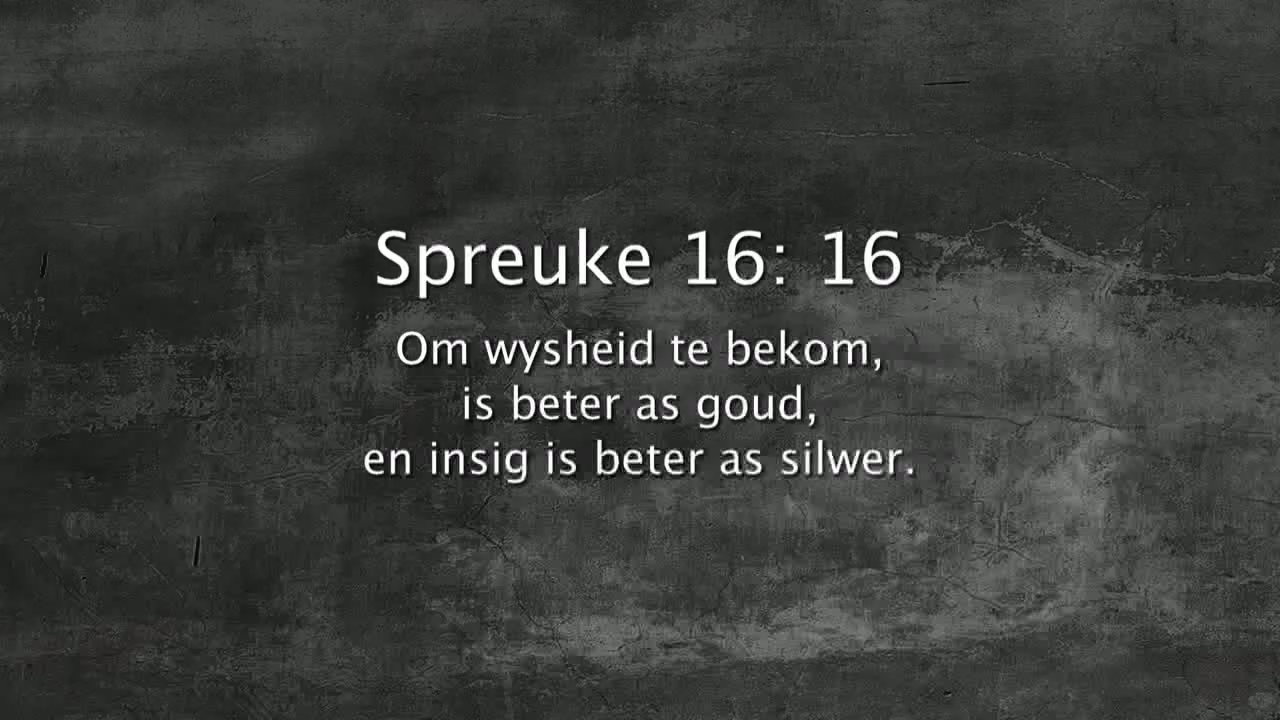 Spreuke 16: 16
Om wysheid te bekom,
is beter as goud,
en insig is beter as silwer.